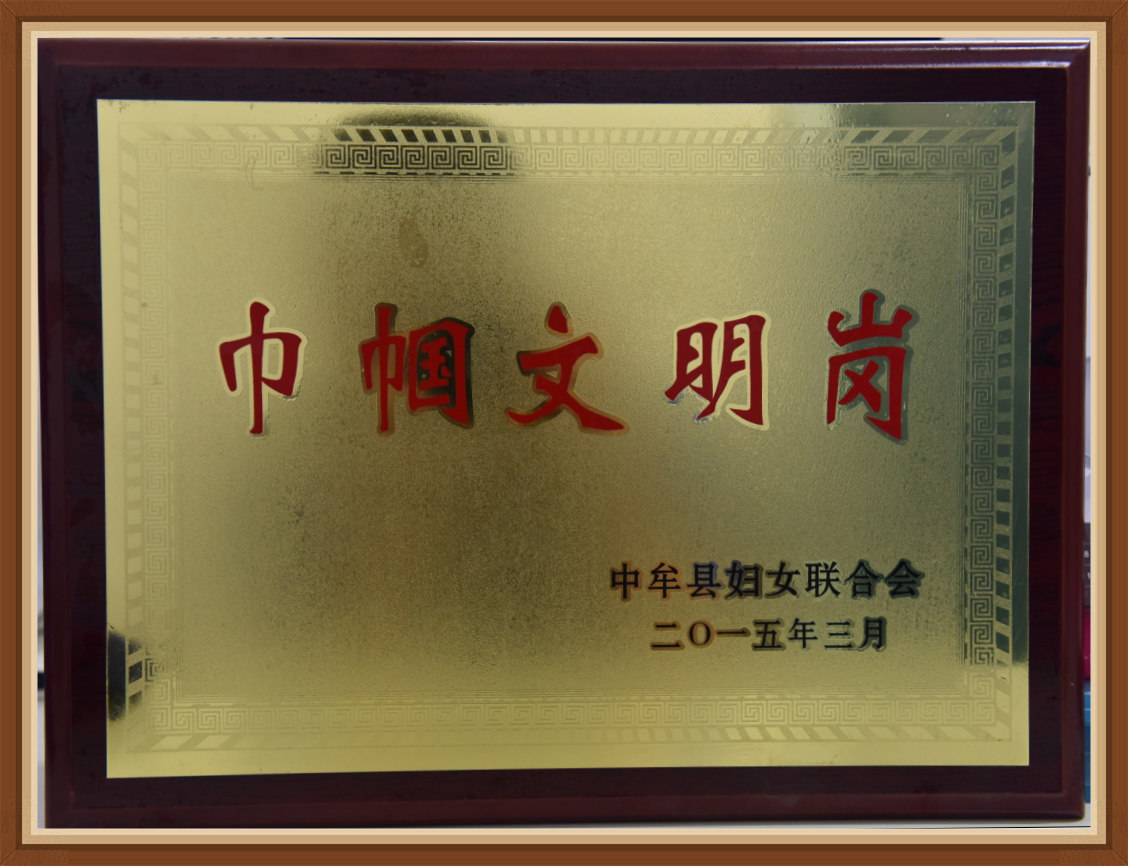 巾帼文明岗
中牟县妇女联合会
二〇一五年三月